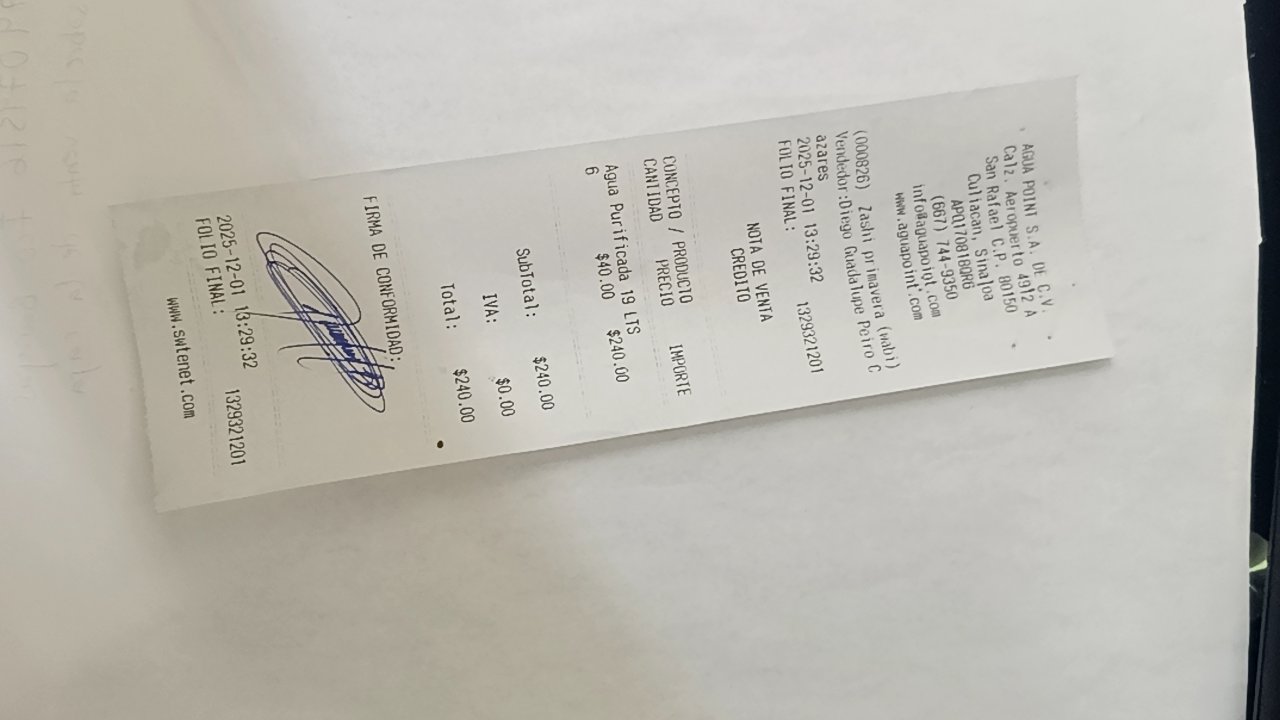 AGUA POINT S.A. DE C.V.
Calz. Aeropuerto 4912 A
San Rafael C.P. 80150
Culiacan, Sinaloa
APO170816QR6
(667) 744-9350
info@aguapoiot.com
www.aguapoint.com
(000826) Zashi primavera (wabi)
Vendedor:Diego Guadalupe Peiro C
azares
2025-12-01 13:29:32 1329321201
FOLIO FINAL:
NOTA DE VENTA
CREDITO
CONCEPTO / PRODUCTO
CANTIDAD PRECIO IMPORTE
Agua Purificada 19 LTS
6 $40.00 $240.00
SubTotal: $240.00
IVA: $0.00
Total: $240.00
FIRMA DE CONFORMIDAD:
2025-12-01 13:29:32 1329321201
FOLIO FINAL:
www.swtenet.com